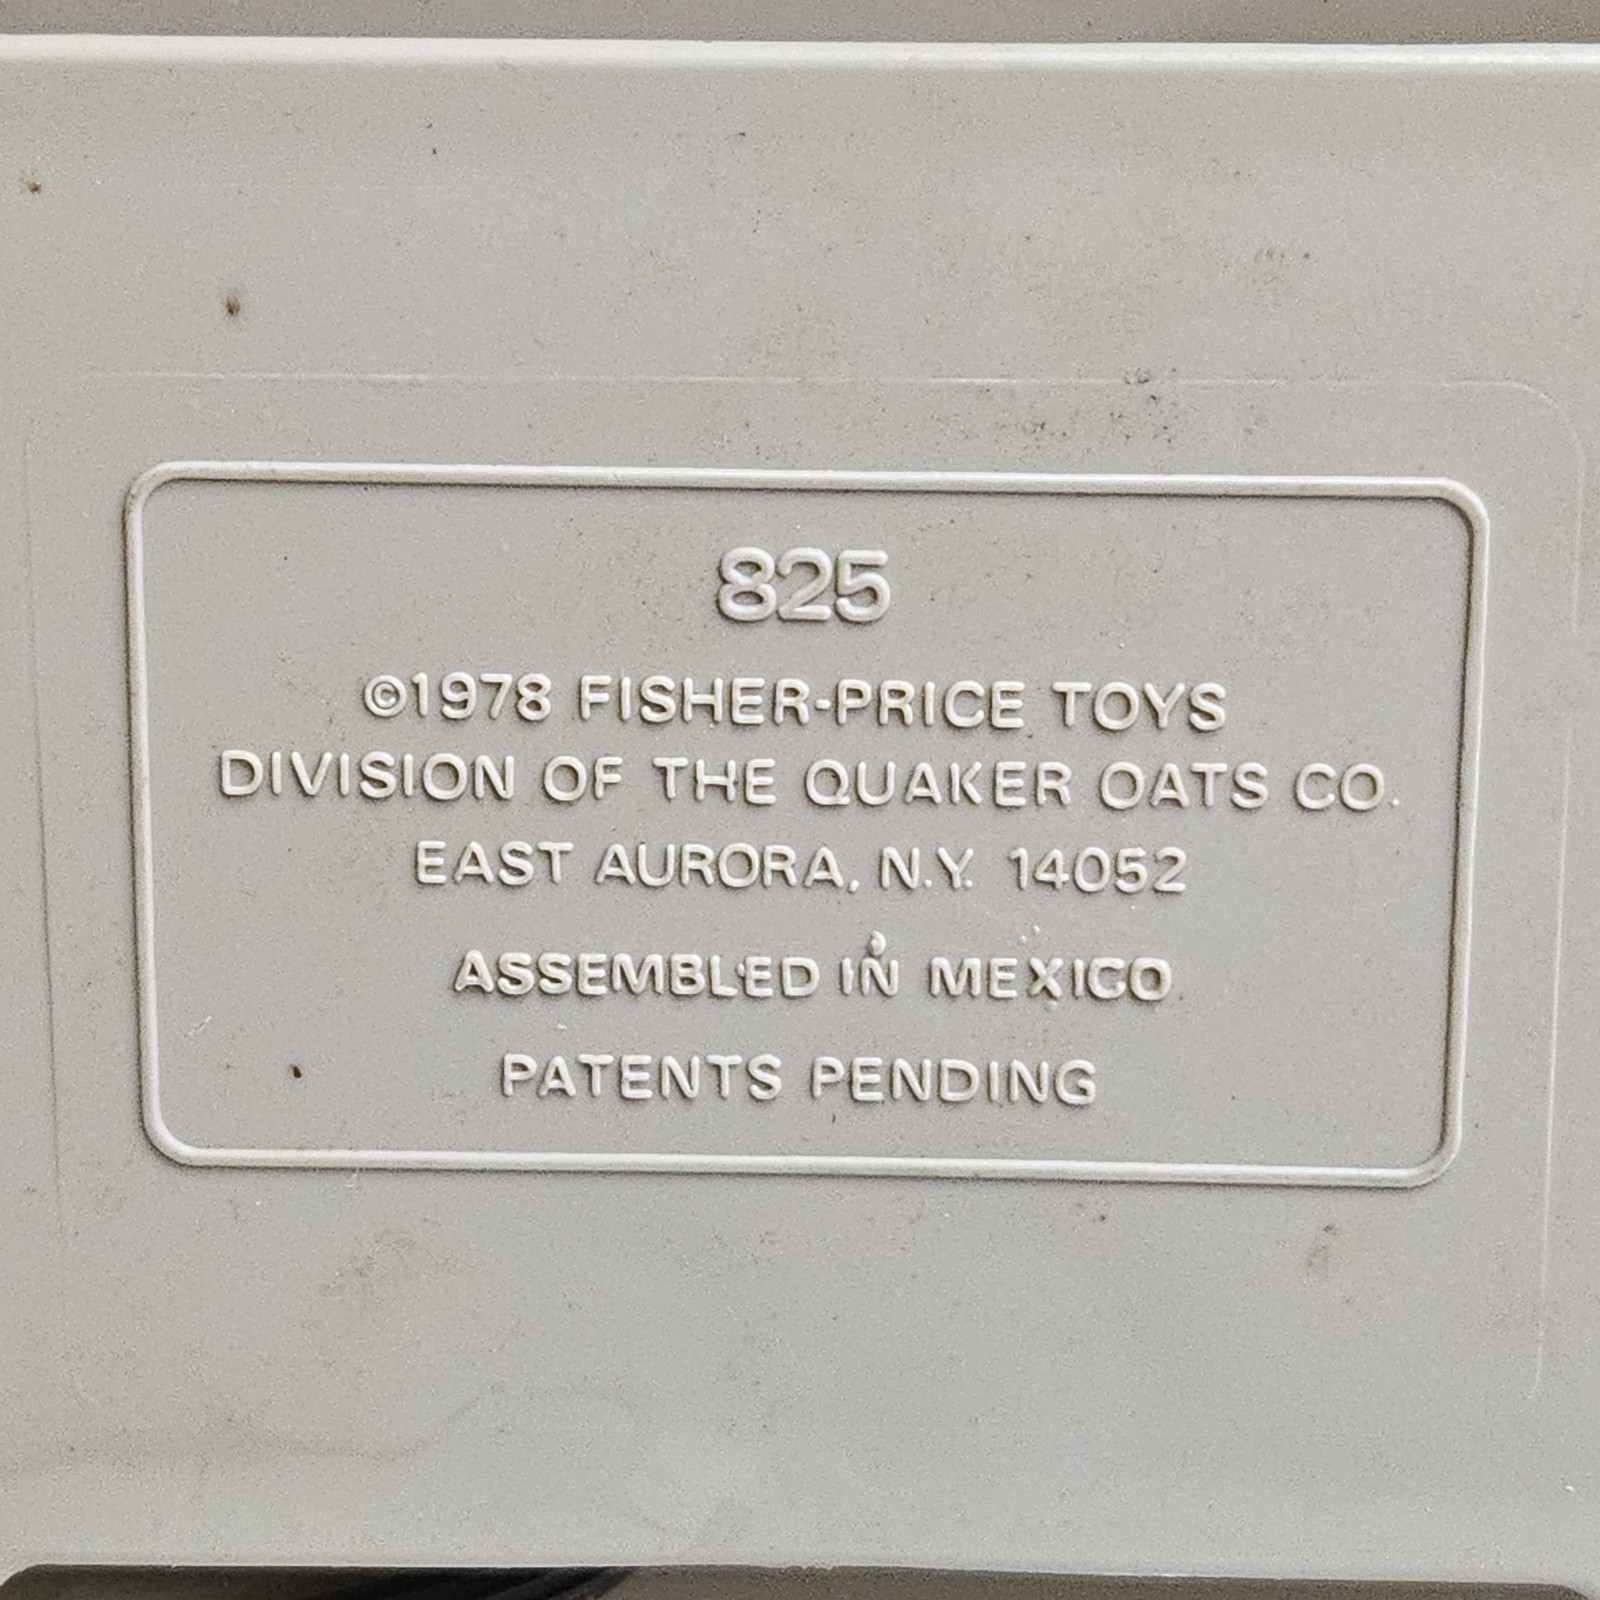 825
©1978 FISHER-PRICE TOYS
DIVISION OF THE QUAKER OATS CO.
EAST AURORA, N.Y. 14052
ASSEMBLED IN MEXICO
PATENTS PENDING